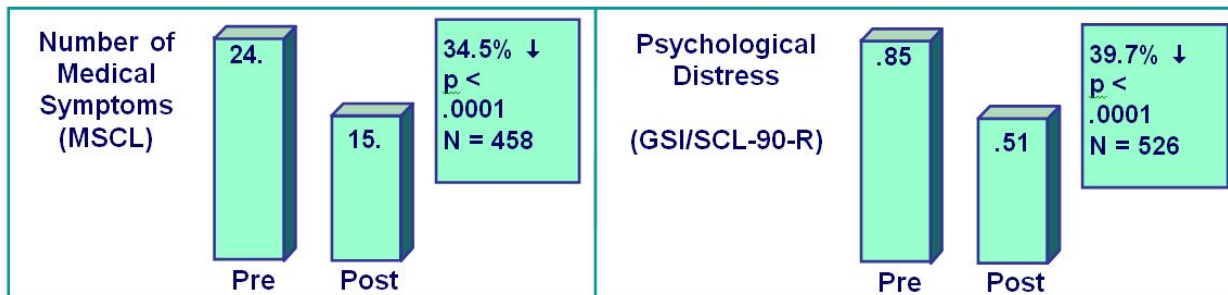 Number of
Medical
Symptoms
(MSCL)
24.
15.
Pre
Post
34.5% ↓
p <
.0001
N = 458
Psychological
Distress
(GSI/SCL-90-R)
.85
.51
Pre
Post
39.7% ↓
p <
.0001
N = 526